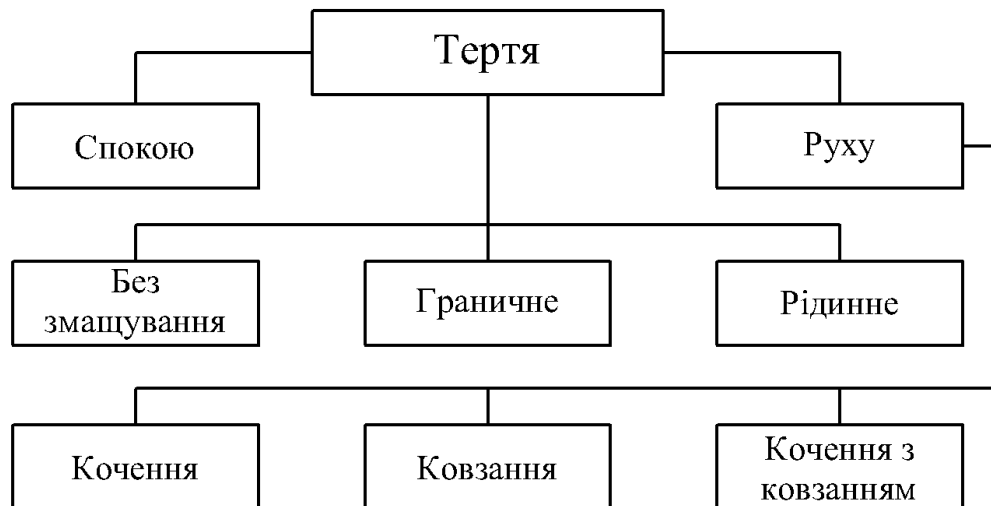 Тертя
Спокою
Руху
Без
змащування
Граничне
Рідинне
Кочення
Ковзання
Кочення з
ковзанням